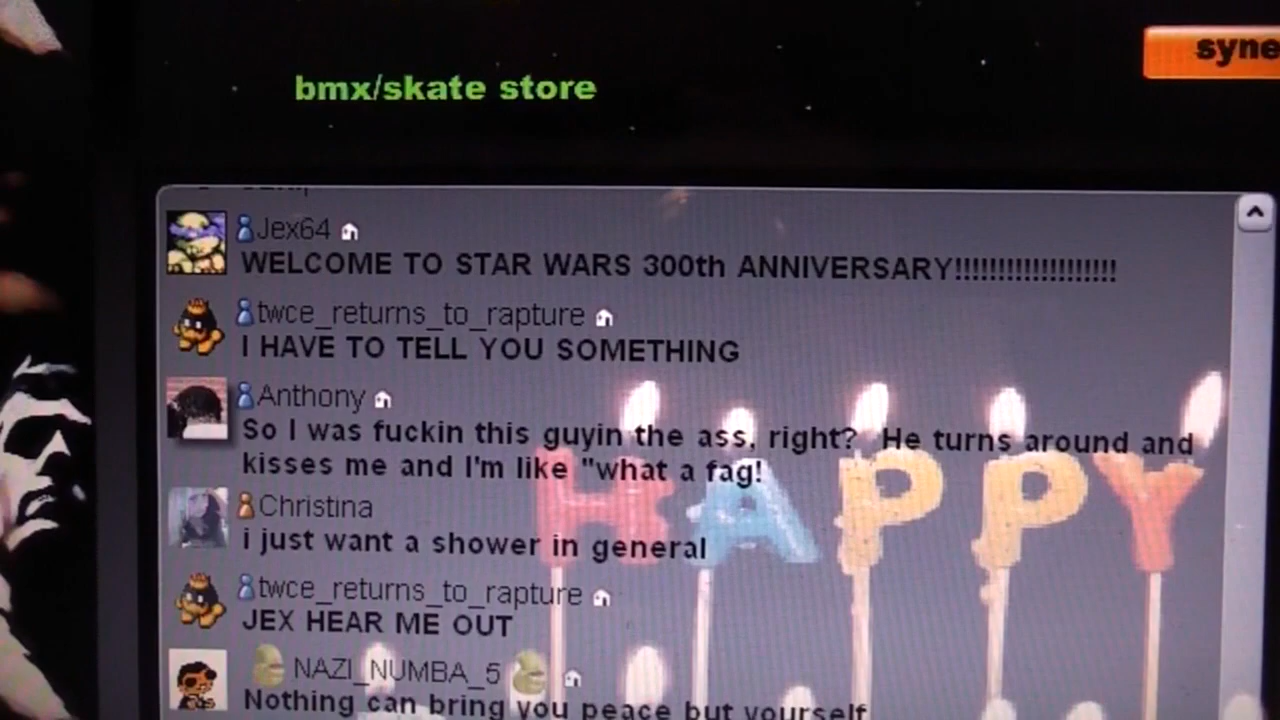 syne
bmx/skate store
Jex64
WELCOME TO STAR WARS 300th ANNIVERSARY!!!!!!!!!!!!!!!!!!!
twce_returns_to_rapture
I HAVE TO TELL YOU SOMETHING
Anthony
So I was fuckin this guyin the ass, right? He turns around and
kisses me and I'm like "what a fag!
Christina
i just want a shower in general
twce_returns_to_rapture
JEX HEAR ME OUT
NAZI_NUMBA_5
Nothing can bring you peace but yourself
HAPPY